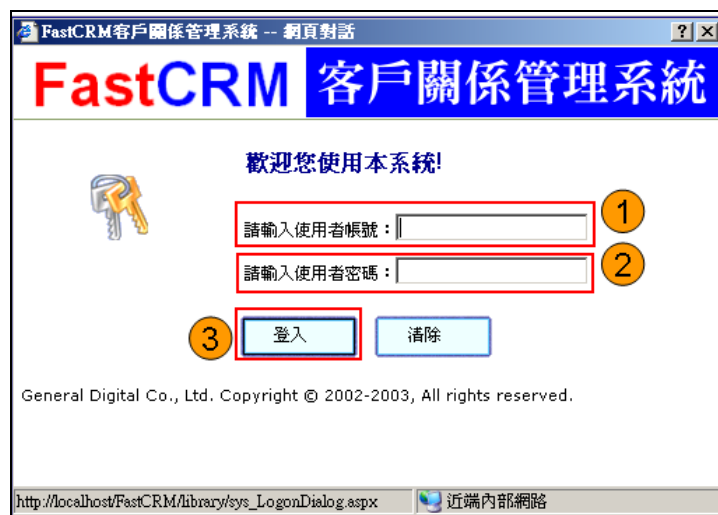 FastCRM客戶關係管理系統 -- 網頁對話
FastCRM 客戶關係管理系統
歡迎您使用本系統!
請輸入使用者帳號： 1
請輸入使用者密碼： 2
3 登入 清除
General Digital Co., Ltd. Copyright © 2002-2003, All rights reserved.
http://localhost/FastCRM/library/sys_LogonDialog.aspx 近端內部網路